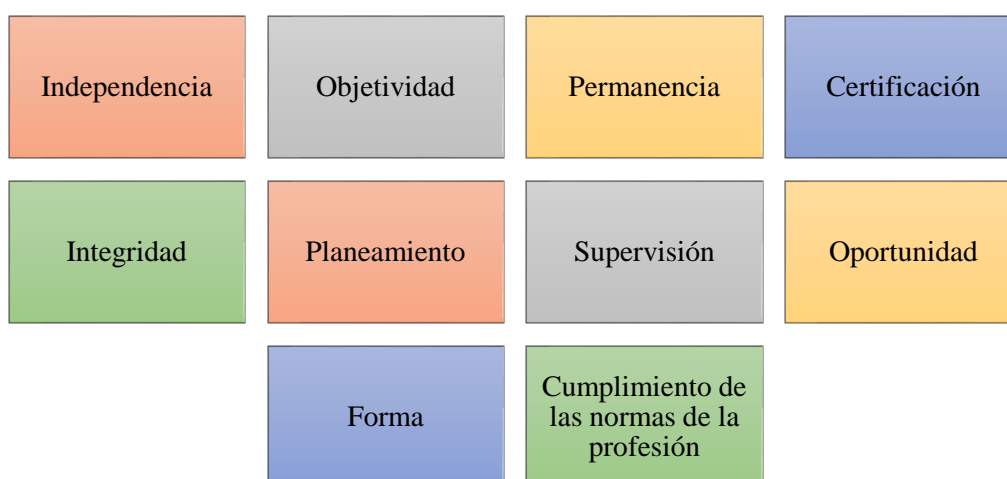 Independencia
Objetividad
Permanencia
Certificación
Integridad
Planeamiento
Supervisión
Oportunidad
Forma
Cumplimiento de
las normas de la
profesión